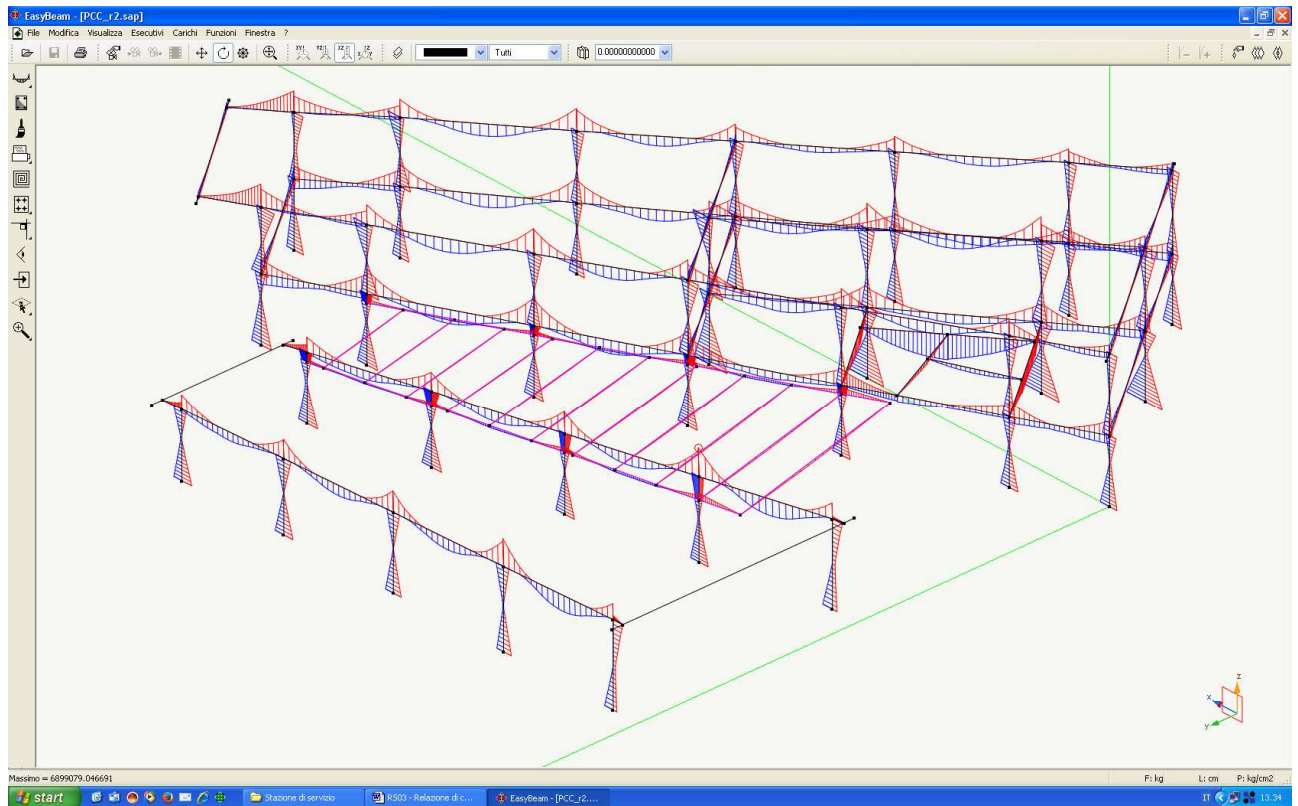 EasyBeam - [PCC_r2.sap]
File Modifica Visualizza Esecutivi Carichi Funzioni Finestra ?
Tutti
0.00000000000
z
x
y
Massimo = 6899079.046691
F: kg L: cm P: kg/cm2
start Stazione di servizio RS03 - Relazione di c... EasyBeam - [PCC_r2.... IT 13.34